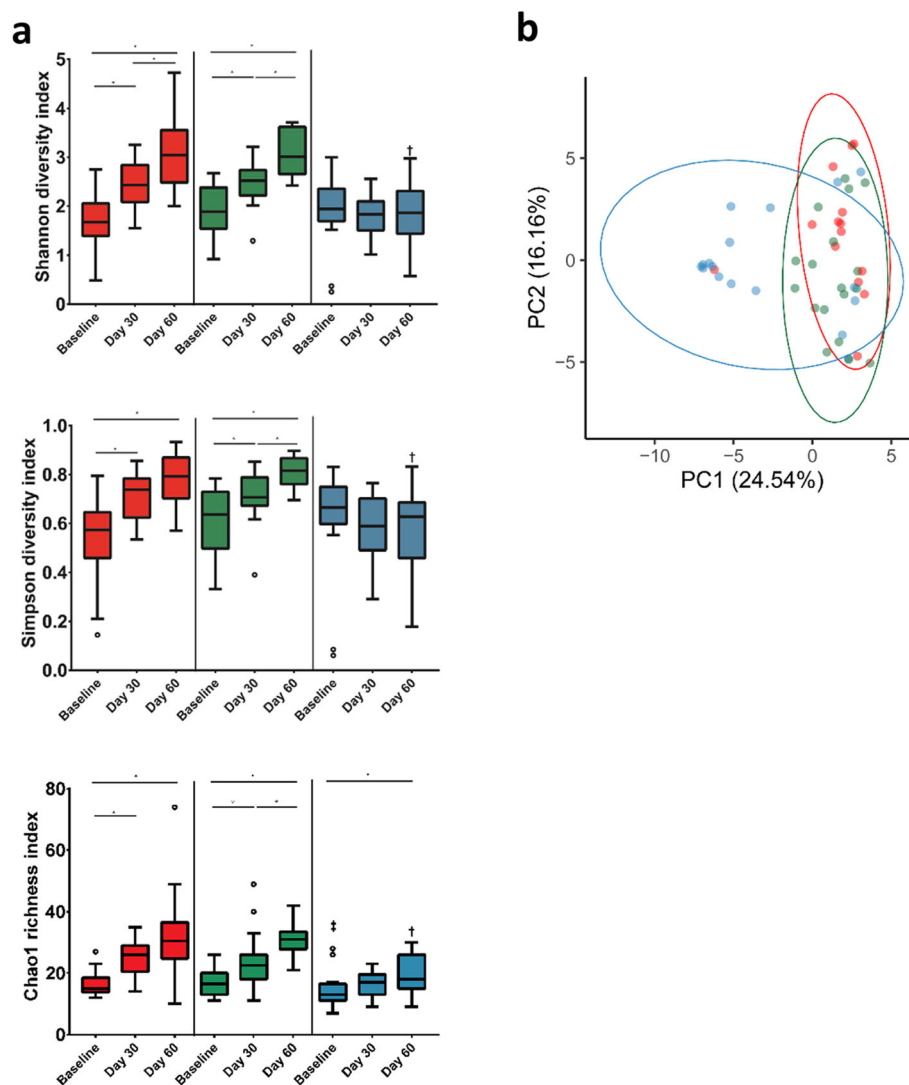 a
b
Shannon diversity index
5
4
3
2
1
0
†
Baseline
Day 30
Day 60
Baseline
Day 30
Day 60
Baseline
Day 30
Day 60
PC2 (16.16%)
5
0
-5
-10
-5
0
5
PC1 (24.54%)
Simpson diversity index
1.0
0.8
0.6
0.4
0.2
0.0
†
Baseline
Day 30
Day 60
Baseline
Day 30
Day 60
Baseline
Day 30
Day 60
Chao1 richness index
80
60
40
20
0
‡
†
Baseline
Day 30
Day 60
Baseline
Day 30
Day 60
Baseline
Day 30
Day 60